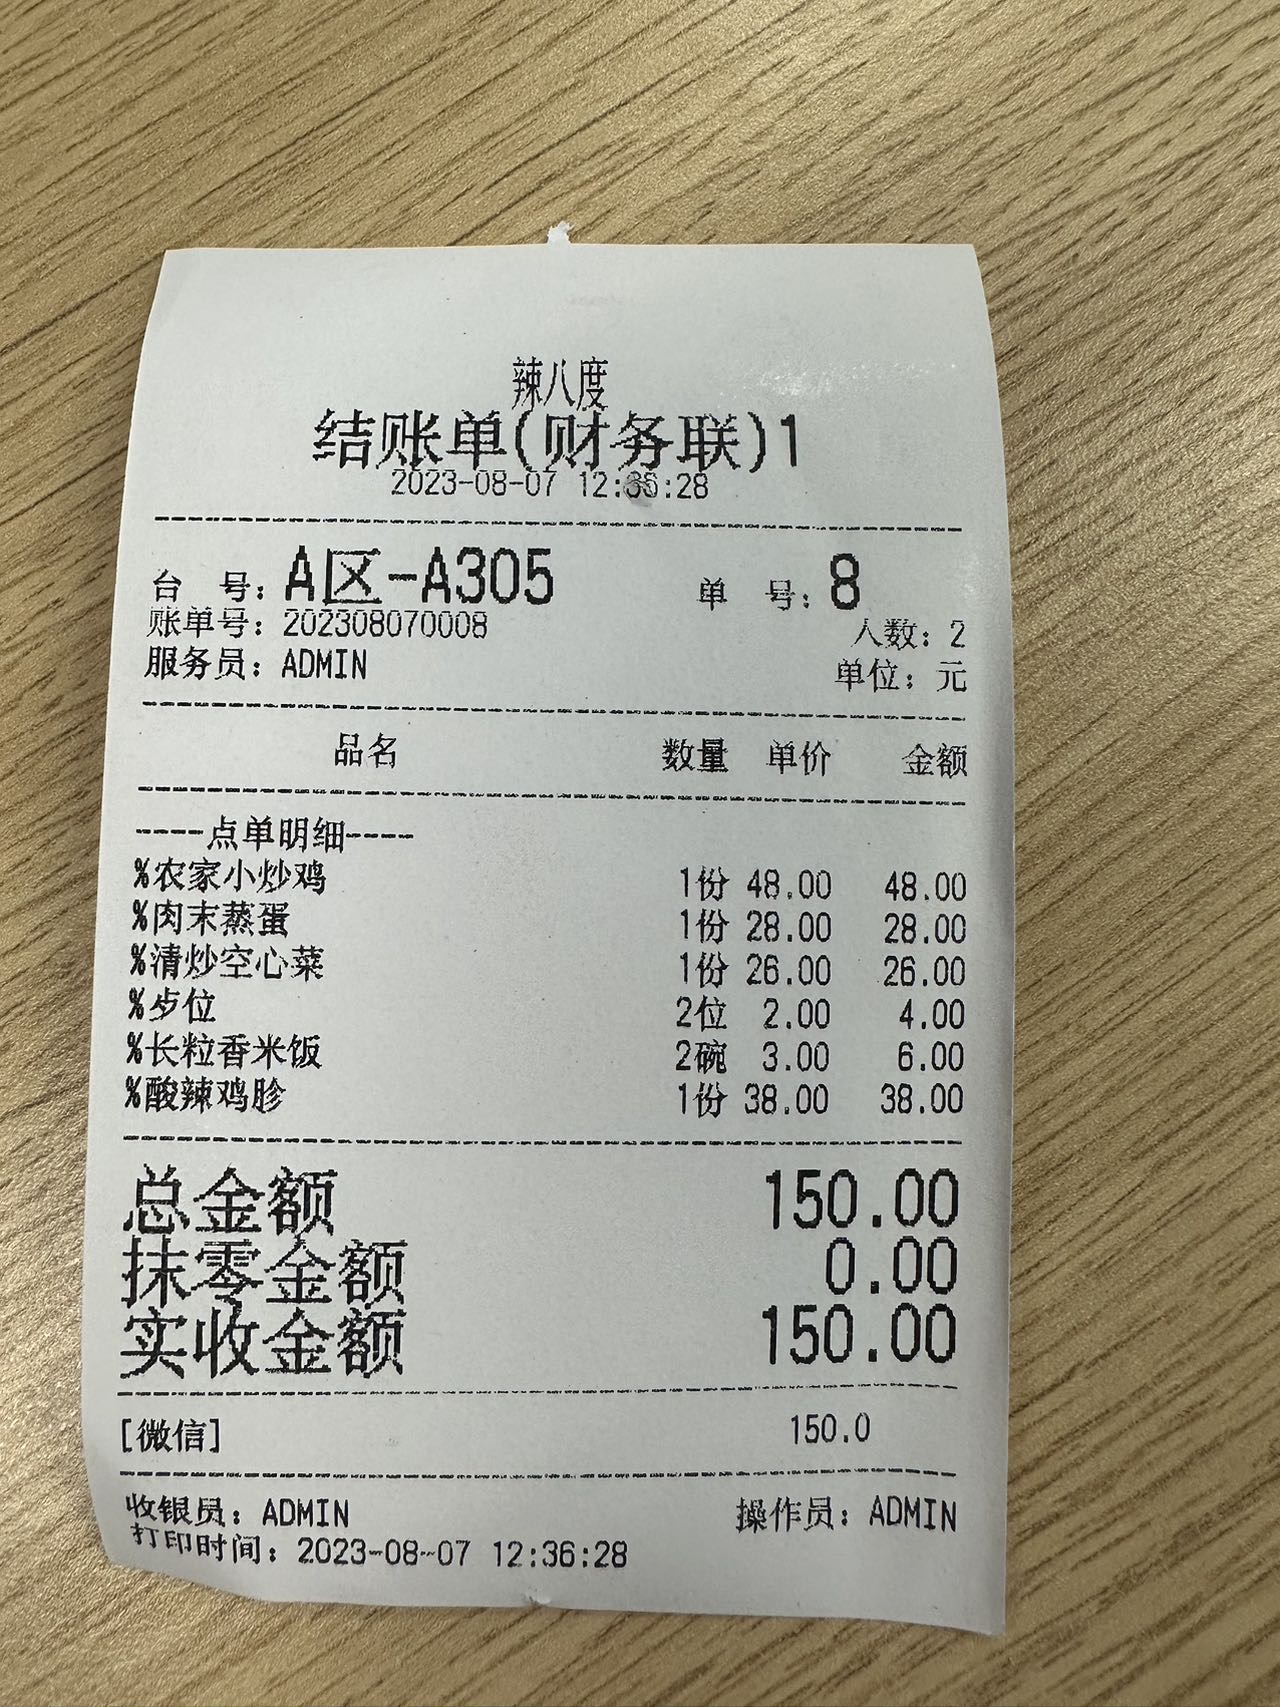 辣八度
结账单(财务联)1
2023-08-07 12:36:28
台 号: A区-A305 单 号: 8
账单号: 202308070008 人数: 2
服务员: ADMIN 单位: 元
品名 数量 单价 金额
----点单明细----
%农家小炒鸡 1份 48.00 48.00
%肉末蒸蛋 1份 28.00 28.00
%清炒空心菜 1份 26.00 26.00
%歺位 2位 2.00 4.00
%长粒香米饭 2碗 3.00 6.00
%酸辣鸡胗 1份 38.00 38.00
总金额 150.00
抹零金额 0.00
实收金额 150.00
[微信] 150.0
收银员: ADMIN 操作员: ADMIN
打印时间: 2023-08-07 12:36:28